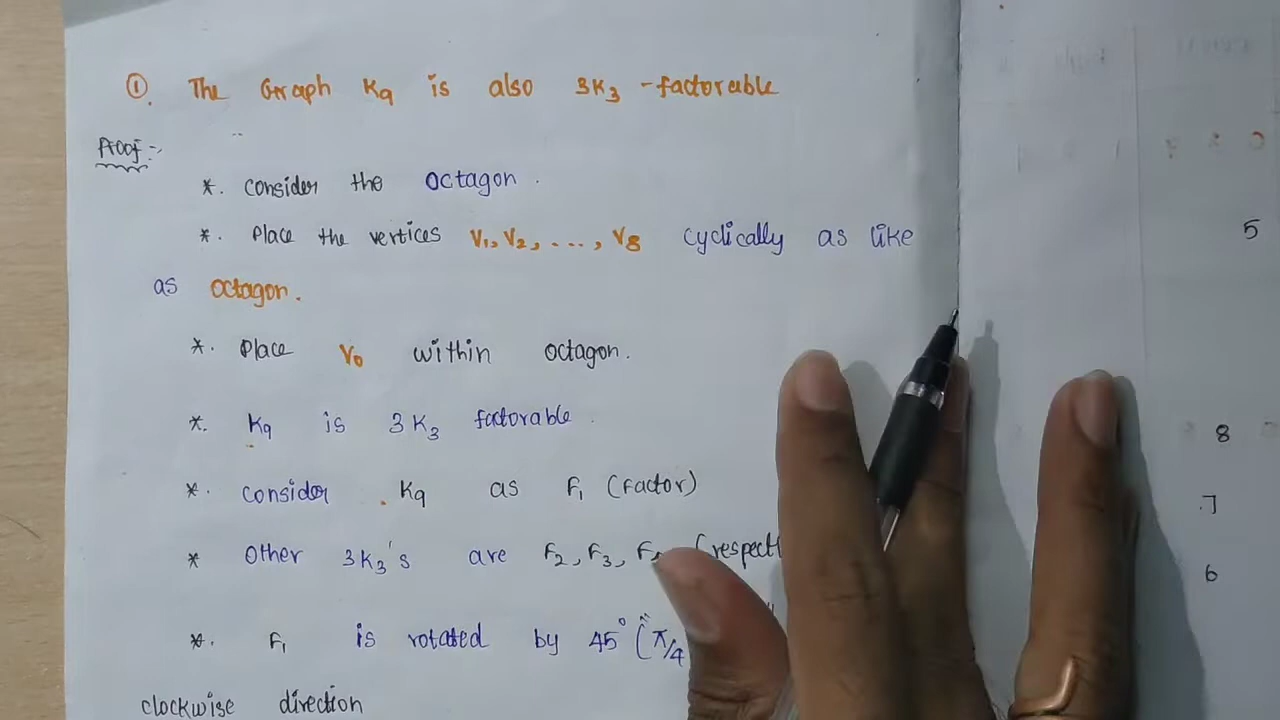 ①. The Graph K9 is also 3K3 -factorable
Proof :-
*. Consider the Octagon .
*. Place the vertices V1, V2, ..., V8 cyclically as like
as octagon.
*. Place V0 within octagon.
*. K9 is 3K3 factorable .
*. Consider . K9 as F1 (Factor)
* Other 3K3's are F2, F3,
*. F1 is rotated by 45° (π/4
clockwise direction
5
8
.7
6